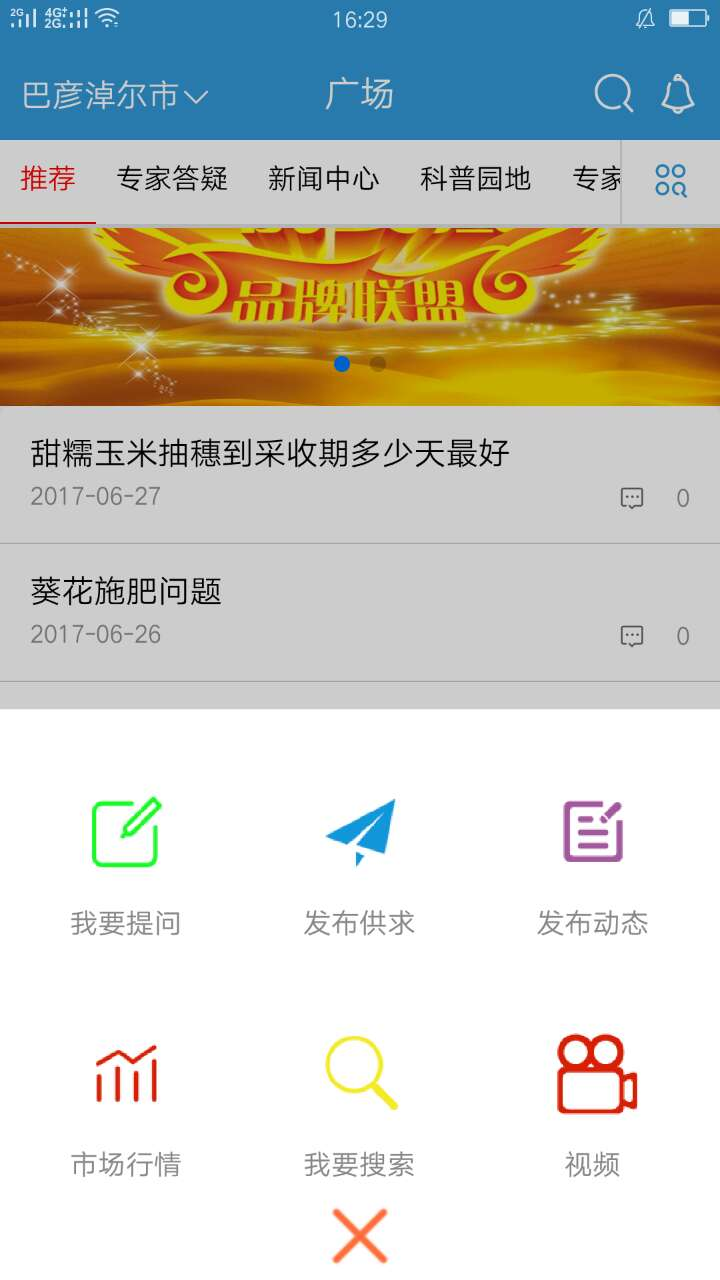 2G 4G+ 2G 16:29
巴彦淖尔市 广场
推荐 专家答疑 新闻中心 科普园地 专家
品牌联盟
甜糯玉米抽穗到采收期多少天最好
2017-06-27 0
葵花施肥问题
2017-06-26 0
我要提问 发布供求 发布动态
市场行情 我要搜索 视频